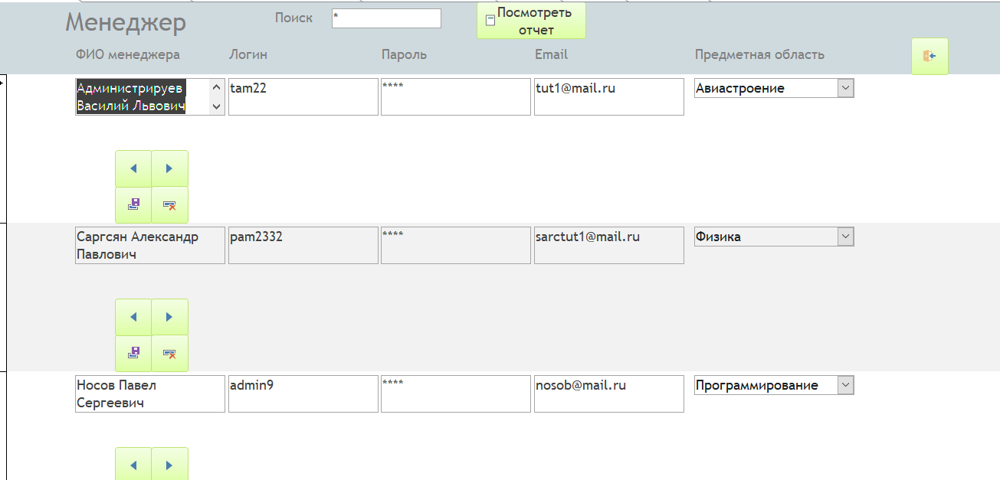 Менеджер
Поиск
*
Посмотреть
отчет
ФИО менеджера
Логин
Пароль
Email
Предметная область
Администрируев
Василий Львович
tam22
****
tut1@mail.ru
Авиастроение
Саргсян Александр
Павлович
pam2332
****
sarctut1@mail.ru
Физика
Носов Павел
Сергеевич
admin9
****
nosob@mail.ru
Программирование